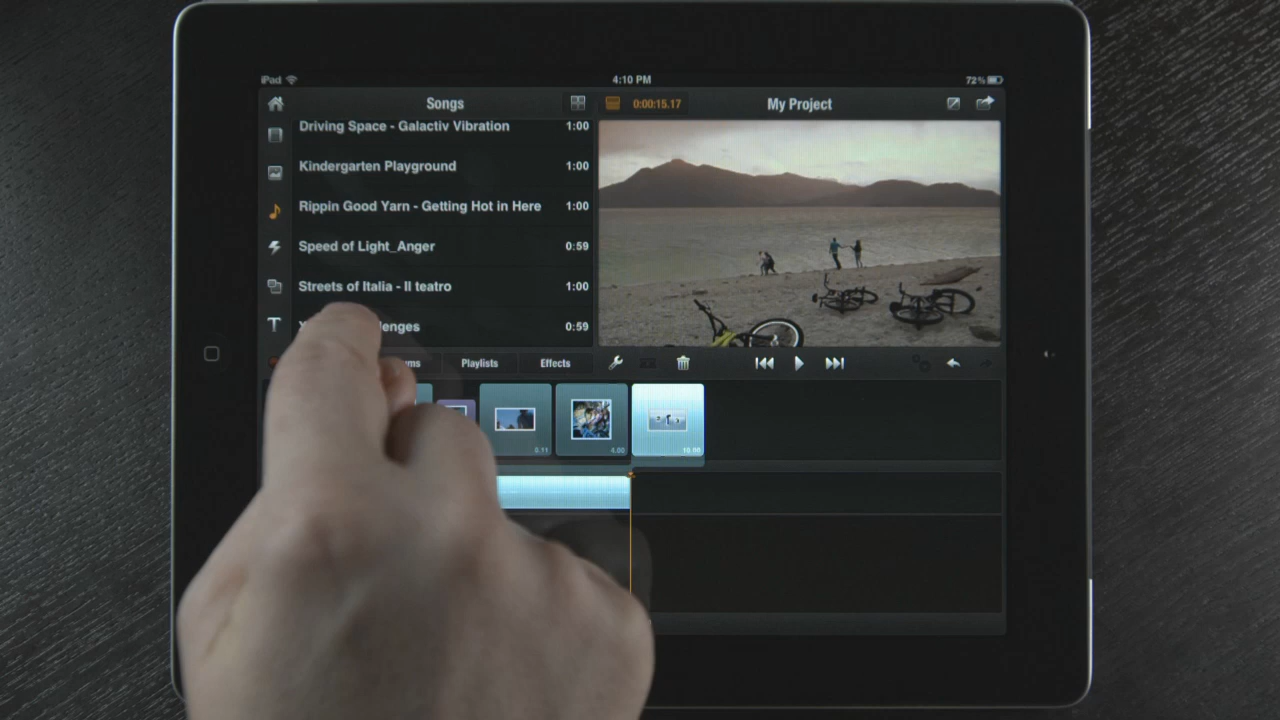 iPad 4:10 PM 72%
Songs 0:00:15.17 My Project
Driving Space - Galactiv Vibration 1:00
Kindergarten Playground 1:00
Rippin Good Yarn - Getting Hot in Here 1:00
Speed of Light_Anger 0:59
Streets of Italia - Il teatro 1:00
0:59
T
Playlists Effects
4.00 10.00